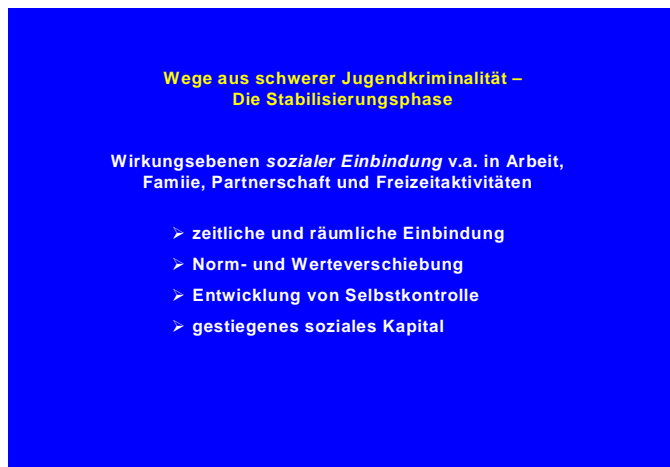 Wege aus schwerer Jugendkriminalität –
Die Stabilisierungsphase
Wirkungsebenen sozialer Einbindung v.a. in Arbeit,
Famiie, Partnerschaft und Freizeitaktivitäten
➢ zeitliche und räumliche Einbindung
➢ Norm- und Werteverschiebung
➢ Entwicklung von Selbstkontrolle
➢ gestiegenes soziales Kapital